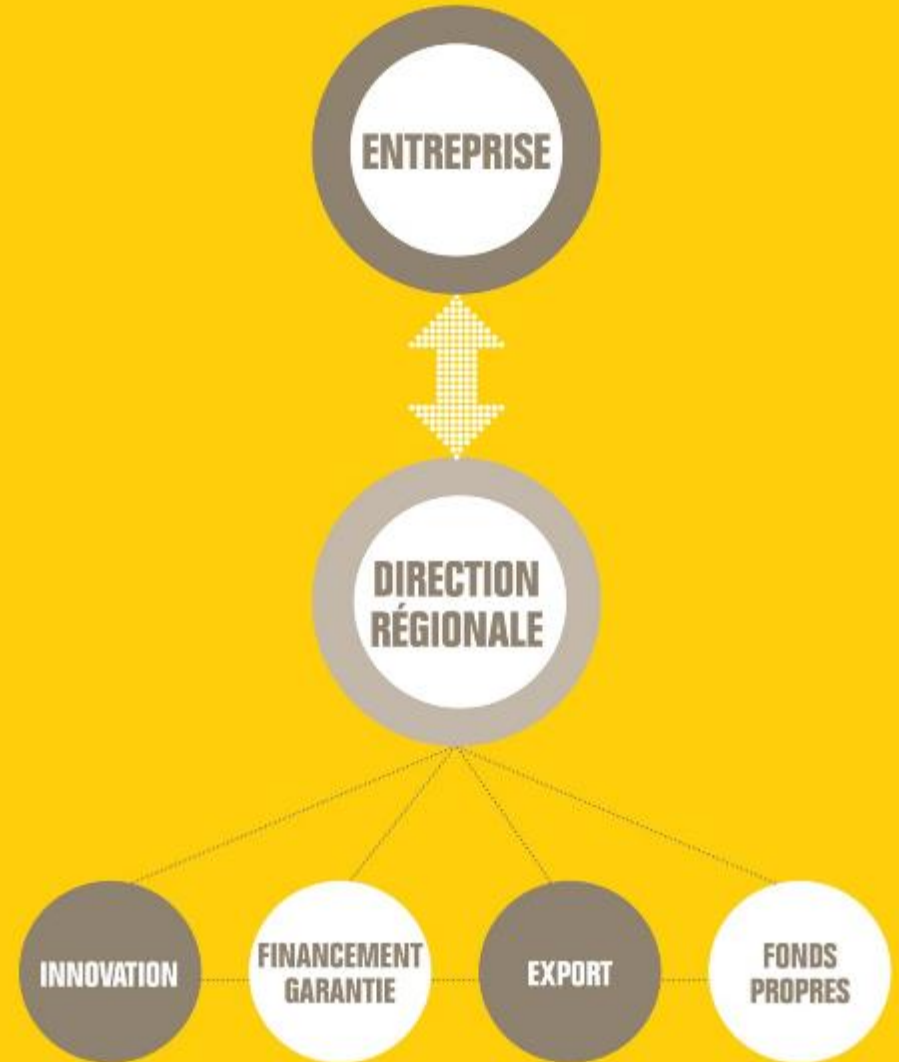 ENTREPRISE
DIRECTION
RÉGIONALE
INNOVATION
FINANCEMENT
GARANTIE
EXPORT
FONDS
PROPRES